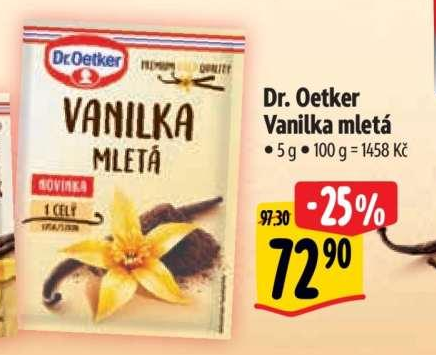 Dr.Oetker
PREMIUM QUALITY
VANILKA
MLETÁ
NOVINKA
1 CELÝ
Dr. Oetker
Vanilka mletá
• 5 g • 100 g = 1458 Kč
97.30
-25%
72 90